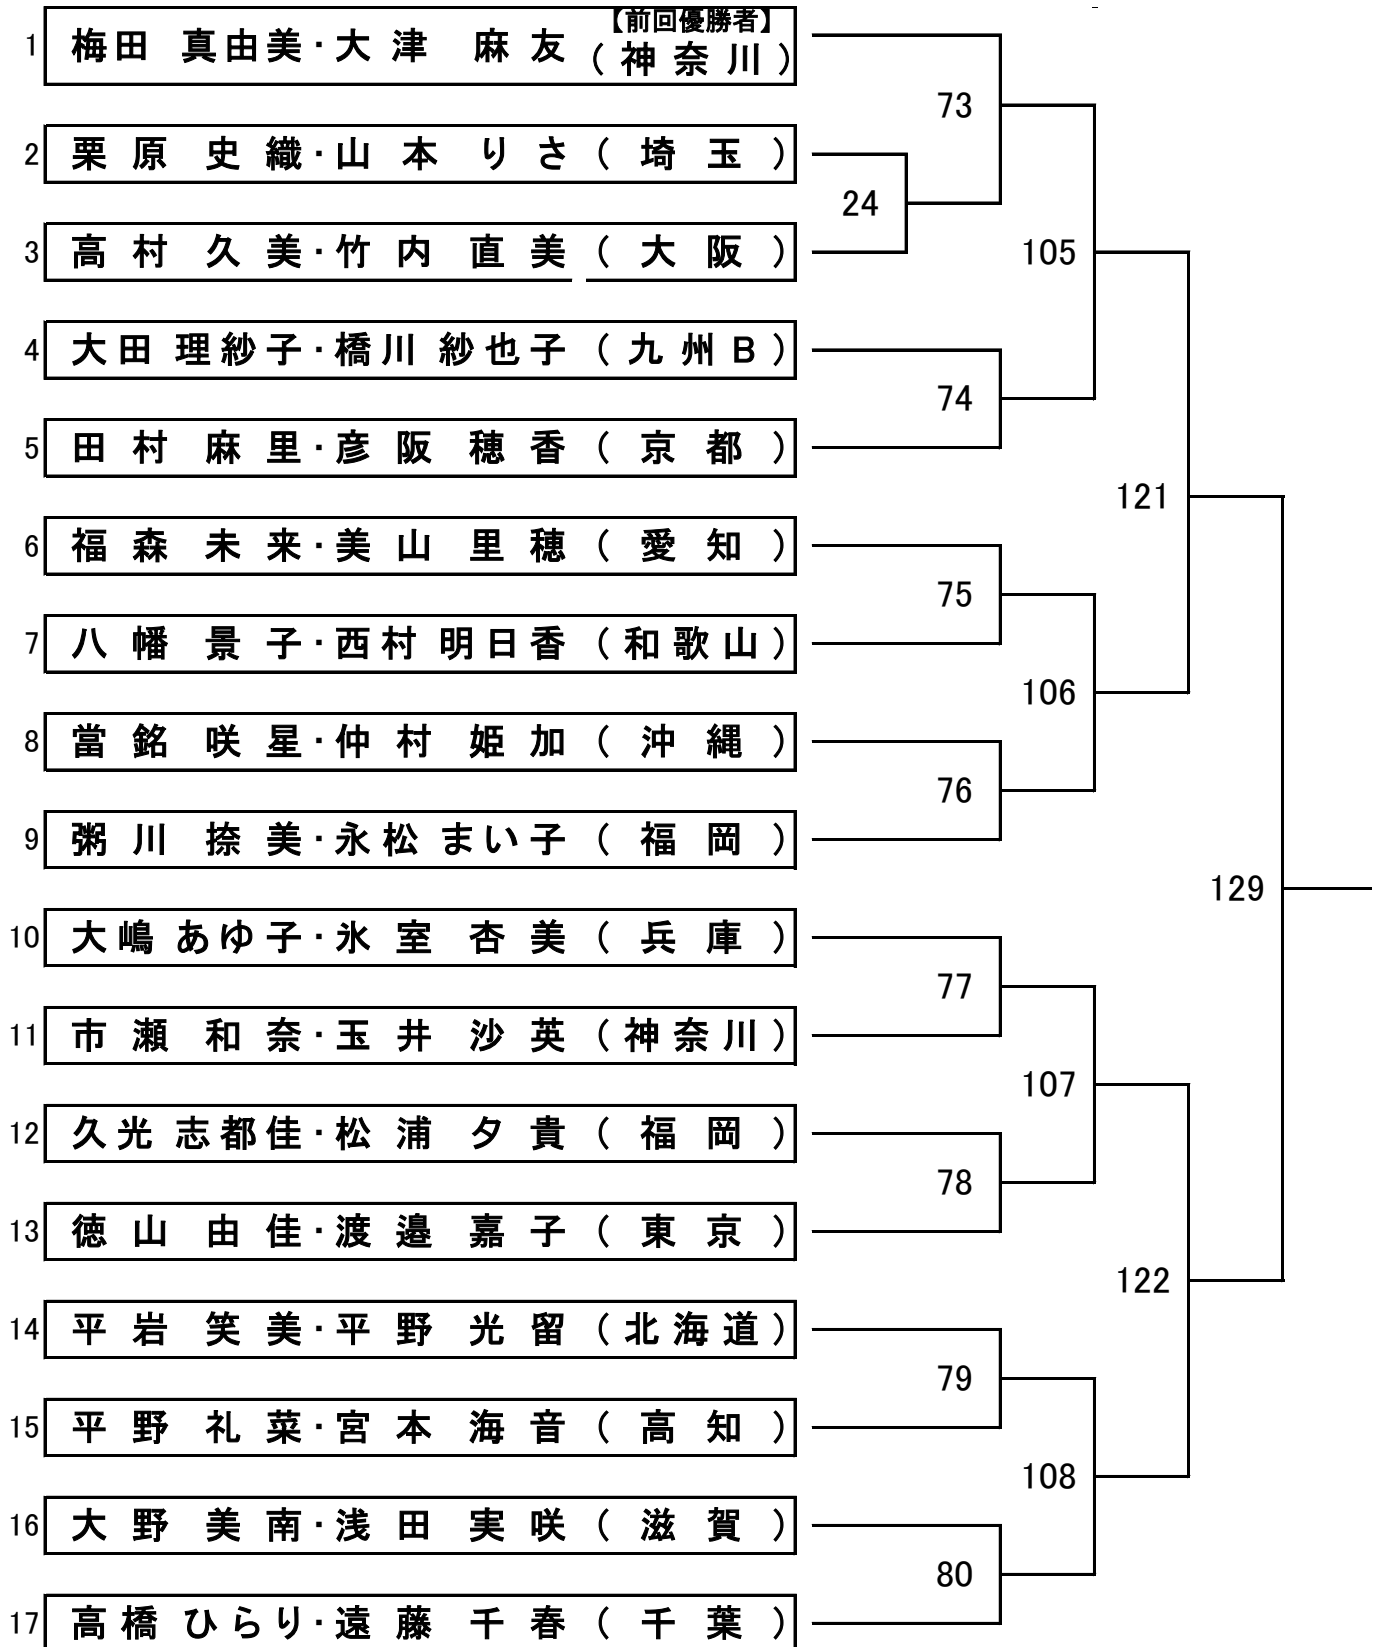 【前回優勝者】
1 梅田 真由美・大津 麻友 (神奈川)
73
2 栗原 史織・山本 りさ (埼玉)
24
3 高村 久美・竹内 直美 (大阪)
105
4 大田 理紗子・橋川 紗也子 (九州B)
74
5 田村 麻里・彦阪 穂香 (京都)
121
6 福森 未来・美山 里穂 (愛知)
75
7 八幡 景子・西村 明日香 (和歌山)
106
8 當銘 咲星・仲村 姫加 (沖縄)
76
9 粥川 捺美・永松 まい子 (福岡)
129
10 大嶋 あゆ子・氷室 杏美 (兵庫)
77
11 市瀬 和奈・玉井 沙英 (神奈川)
107
12 久光 志都佳・松浦 夕貴 (福岡)
78
13 徳山 由佳・渡邉 嘉子 (東京)
122
14 平岩 笑美・平野 光留 (北海道)
79
15 平野 礼菜・宮本 海音 (高知)
108
16 大野 美南・浅田 実咲 (滋賀)
80
17 高橋 ひらり・遠藤 千春 (千葉)